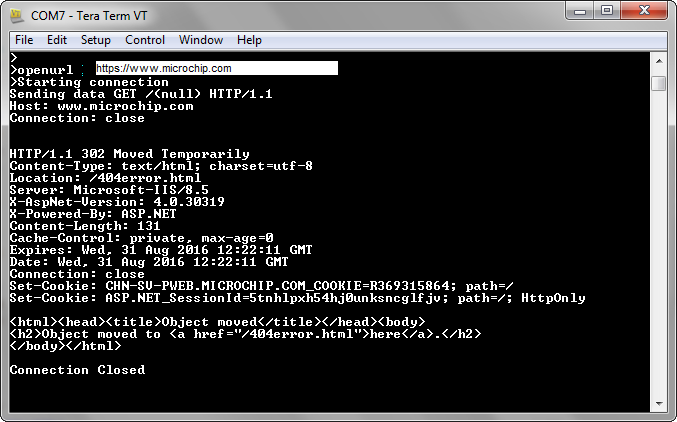 COM7 - Tera Term VT
File Edit Setup Control Window Help
>
>openurl https://www.microchip.com
>Starting connection
Sending data GET /(null) HTTP/1.1
Host: www.microchip.com
Connection: close
HTTP/1.1 302 Moved Temporarily
Content-Type: text/html; charset=utf-8
Location: /404error.html
Server: Microsoft-IIS/8.5
X-AspNet-Version: 4.0.30319
X-Powered-By: ASP.NET
Content-Length: 131
Cache-Control: private, max-age=0
Expires: Wed, 31 Aug 2016 12:22:11 GMT
Date: Wed, 31 Aug 2016 12:22:11 GMT
Connection: close
Set-Cookie: CHN-SV-PWEB.MICROCHIP.COM_COOKIE=R369315864; path=/
Set-Cookie: ASP.NET_SessionId=5tnhlpxh54hj0unksncglfjv; path=/; HttpOnly
<html><head><title>Object moved</title></head><body>
<h2>Object moved to <a href="/404error.html">here</a>.</h2>
</body></html>
Connection Closed